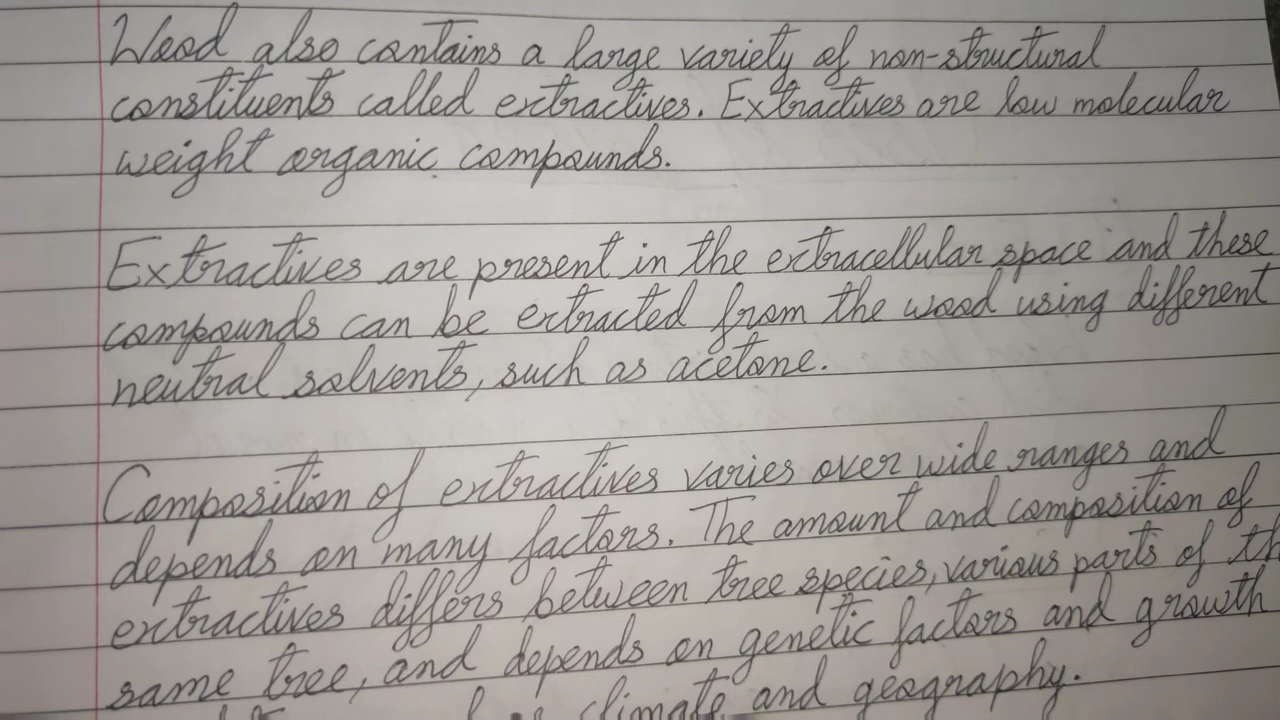 Wood also contains a large variety of non-structural
constituents called extractives. Extractives are low molecular
weight organic compounds.
Extractives are present in the extracellular space and these
compounds can be extracted from the wood using different
neutral solvents, such as acetone.
Composition of extractives varies over wide ranges and
depends on many factors. The amount and composition of
extractives differs between tree species, various parts of th
same tree, and depends on genetic factors and growth
climate and geography.